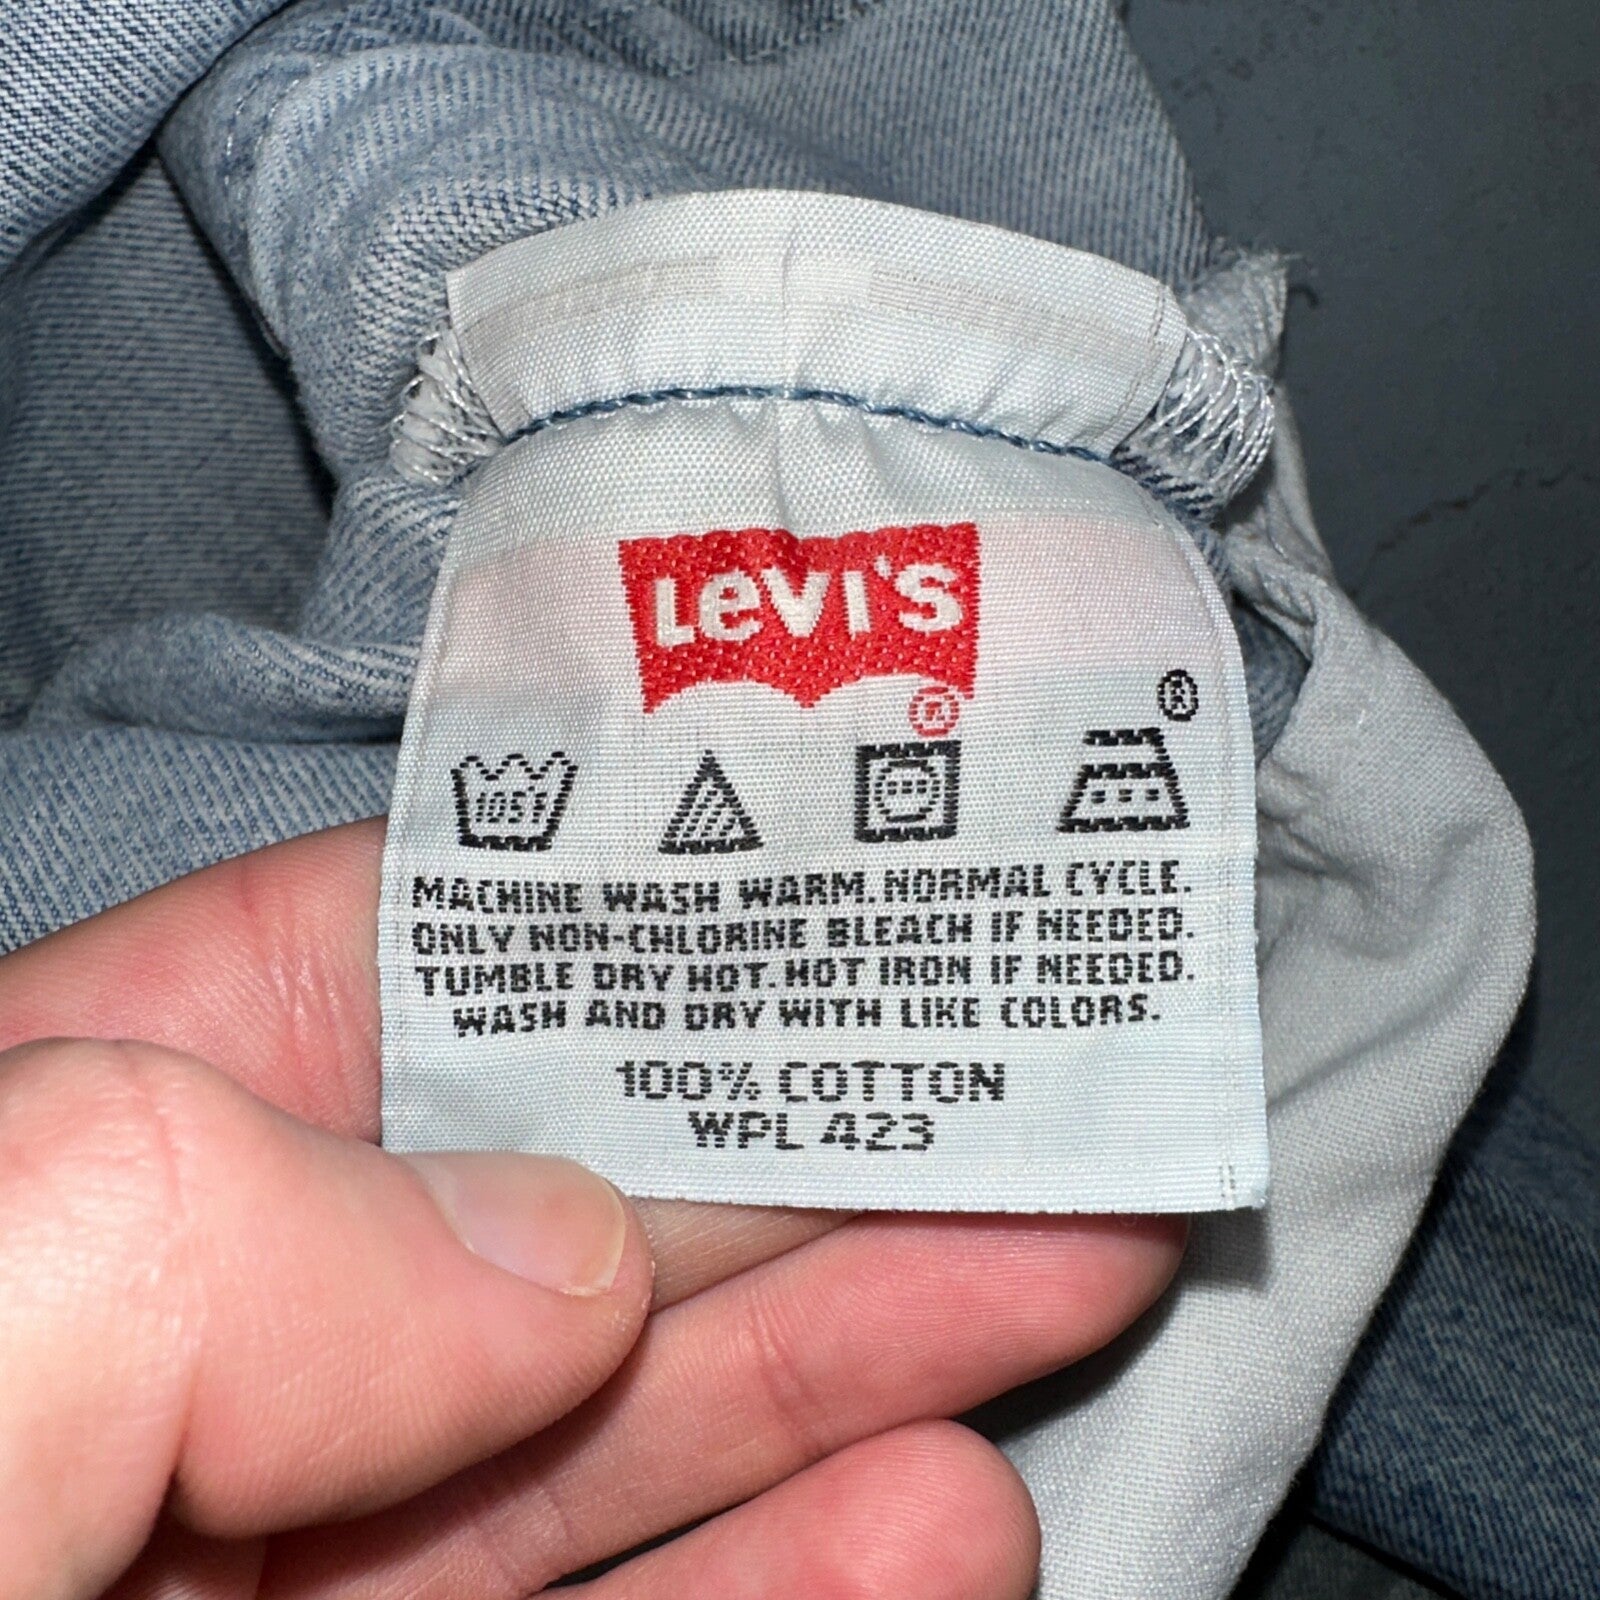 LEVI'S
®
®
105°F
MACHINE WASH WARM. NORMAL CYCLE.
ONLY NON-CHLORINE BLEACH IF NEEDED.
TUMBLE DRY HOT. HOT IRON IF NEEDED.
WASH AND DRY WITH LIKE COLORS.
100% COTTON
WPL 423